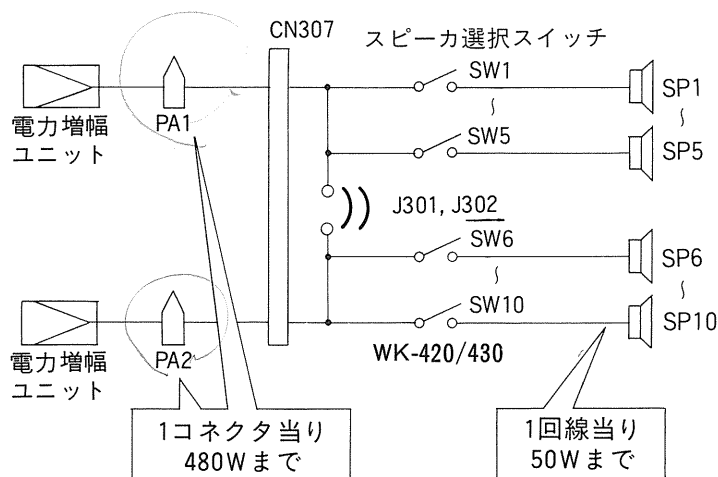 CN307
スピーカ選択スイッチ
SW1
SP1
PA1
電力増幅
ユニット
SW5
SP5
J301, J302
SW6
SP6
SW10
SP10
PA2
電力増幅
ユニット
WK-420/430
1コネクタ当り
480Wまで
1回線当り
50Wまで